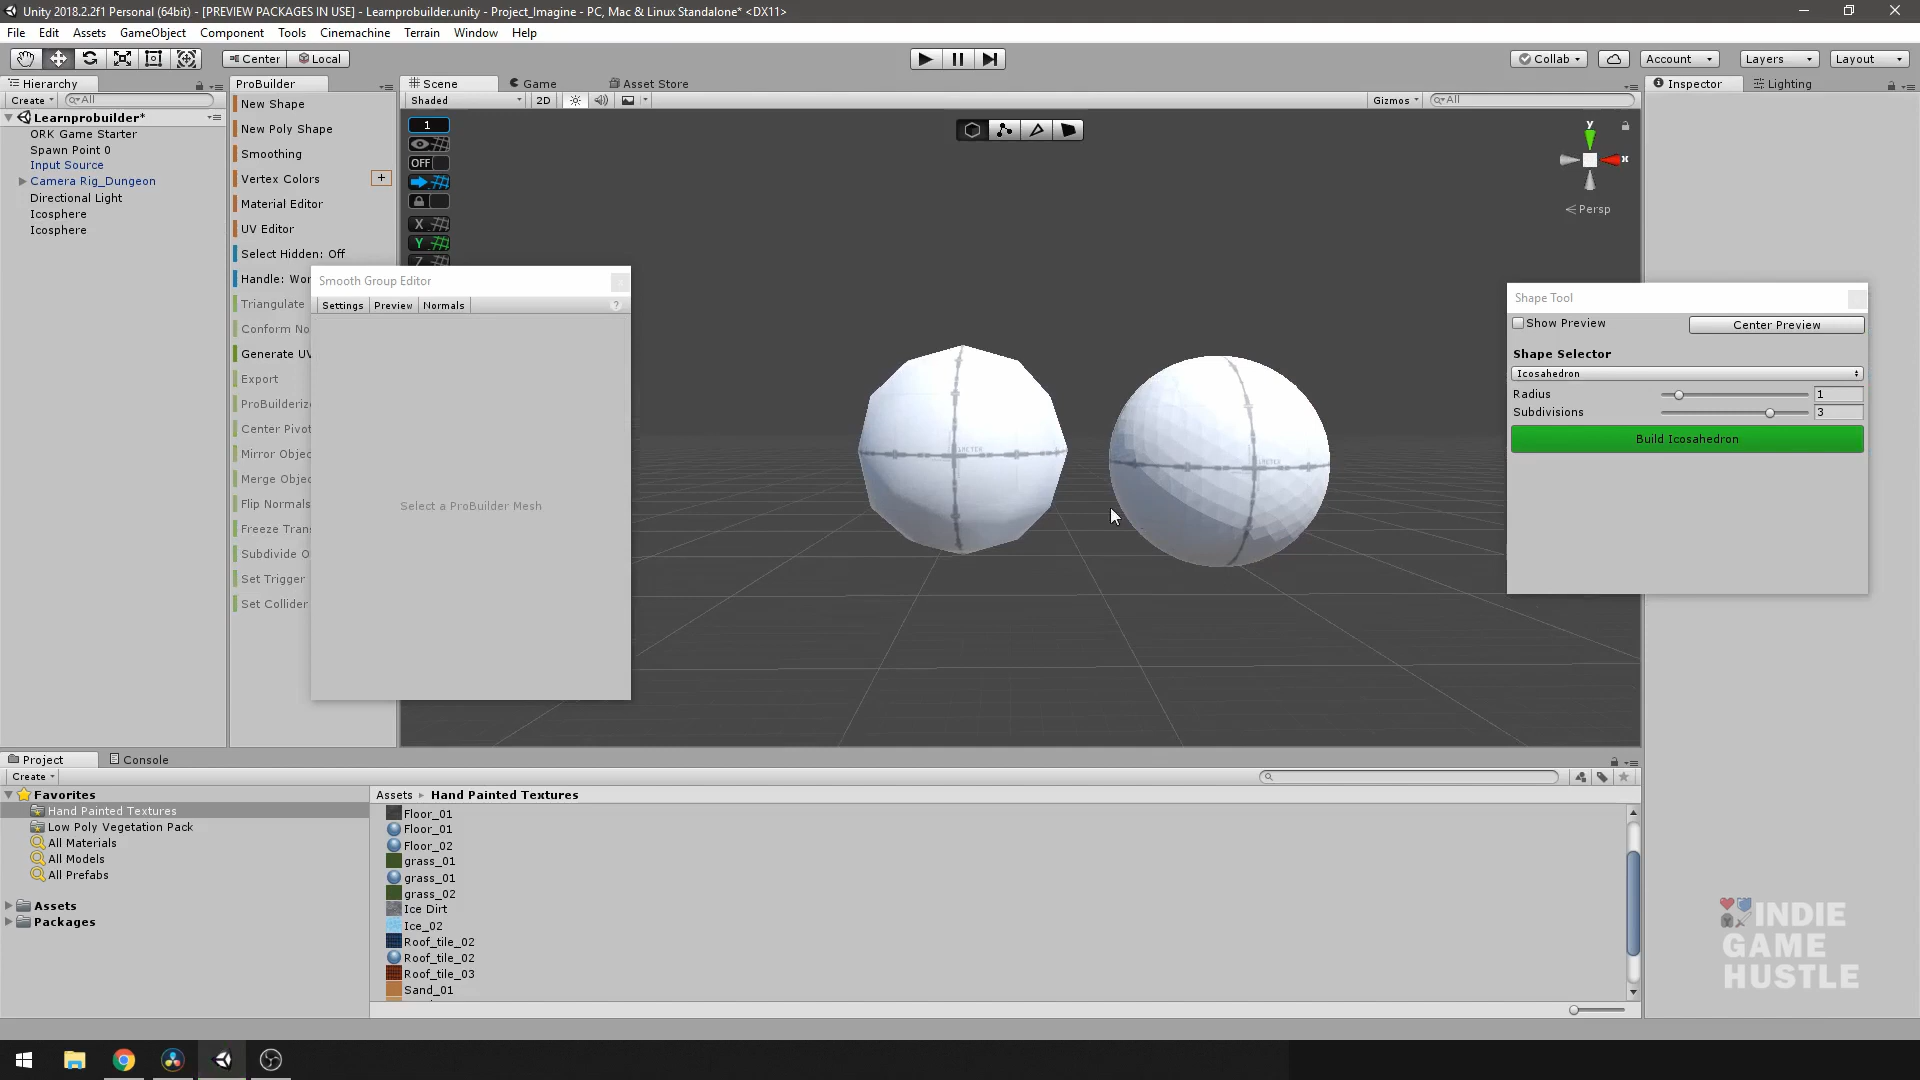 Unity 2018.2.2f1 Personal (64bit) - [PREVIEW PACKAGES IN USE] - Learnprobuilder.unity - Project_Imagine - PC, Mac & Linux Standalone* <DX11>
File Edit Assets GameObject Component Tools Cinemachine Terrain Window Help
Center Local Collab Account Layers Layout
Hierarchy
Create All
Learnprobuilder*
ORK Game Starter
Spawn Point 0
Input Source
Camera Rig_Dungeon
Directional Light
Icosphere
Icosphere
ProBuilder
New Shape
New Poly Shape
Smoothing
Vertex Colors +
Material Editor
UV Editor
Select Hidden: Off
Handle: Wor
Triangulate
Conform No
Generate UV
Export
ProBuilderiz
Center Pivot
Mirror Objec
Merge Objec
Flip Normals
Freeze Tran
Subdivide O
Set Trigger
Set Collider
Scene Game Asset Store
Shaded 2D Gizmos All
1
OFF
X
Y
Z
y
x
Persp
Smooth Group Editor
Settings Preview Normals ?
Select a ProBuilder Mesh
Inspector Lighting
Shape Tool
Show Preview Center Preview
Shape Selector
Icosahedron
Radius 1
Subdivisions 3
Build Icosahedron
Project Console
Create
Favorites
Hand Painted Textures
Low Poly Vegetation Pack
All Materials
All Models
All Prefabs
Assets
Packages
Assets Hand Painted Textures
Floor_01
Floor_01
Floor_02
grass_01
grass_01
grass_02
Ice Dirt
Ice_02
Roof_tile_02
Roof_tile_02
Roof_tile_03
Sand_01
INDIE
GAME
HUSTLE